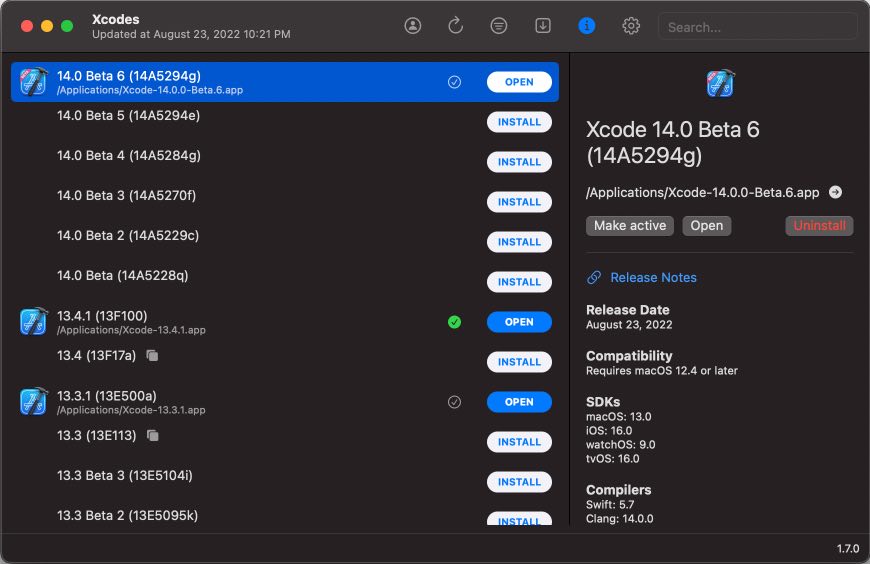 Xcodes
Updated at August 23, 2022 10:21 PM
Search...
14.0 Beta 6 (14A5294g)
/Applications/Xcode-14.0.0-Beta.6.app
OPEN
14.0 Beta 5 (14A5294e)
INSTALL
14.0 Beta 4 (14A5284g)
INSTALL
14.0 Beta 3 (14A5270f)
INSTALL
14.0 Beta 2 (14A5229c)
INSTALL
14.0 Beta (14A5228q)
INSTALL
13.4.1 (13F100)
/Applications/Xcode-13.4.1.app
OPEN
13.4 (13F17a)
INSTALL
13.3.1 (13E500a)
/Applications/Xcode-13.3.1.app
OPEN
13.3 (13E113)
INSTALL
13.3 Beta 3 (13E5104i)
INSTALL
13.3 Beta 2 (13E5095k)
INSTALL
Xcode 14.0 Beta 6
(14A5294g)
/Applications/Xcode-14.0.0-Beta.6.app
Make active Open Uninstall
Release Notes
Release Date
August 23, 2022
Compatibility
Requires macOS 12.4 or later
SDKs
macOS: 13.0
iOS: 16.0
watchOS: 9.0
tvOS: 16.0
Compilers
Swift: 5.7
Clang: 14.0.0
1.7.0